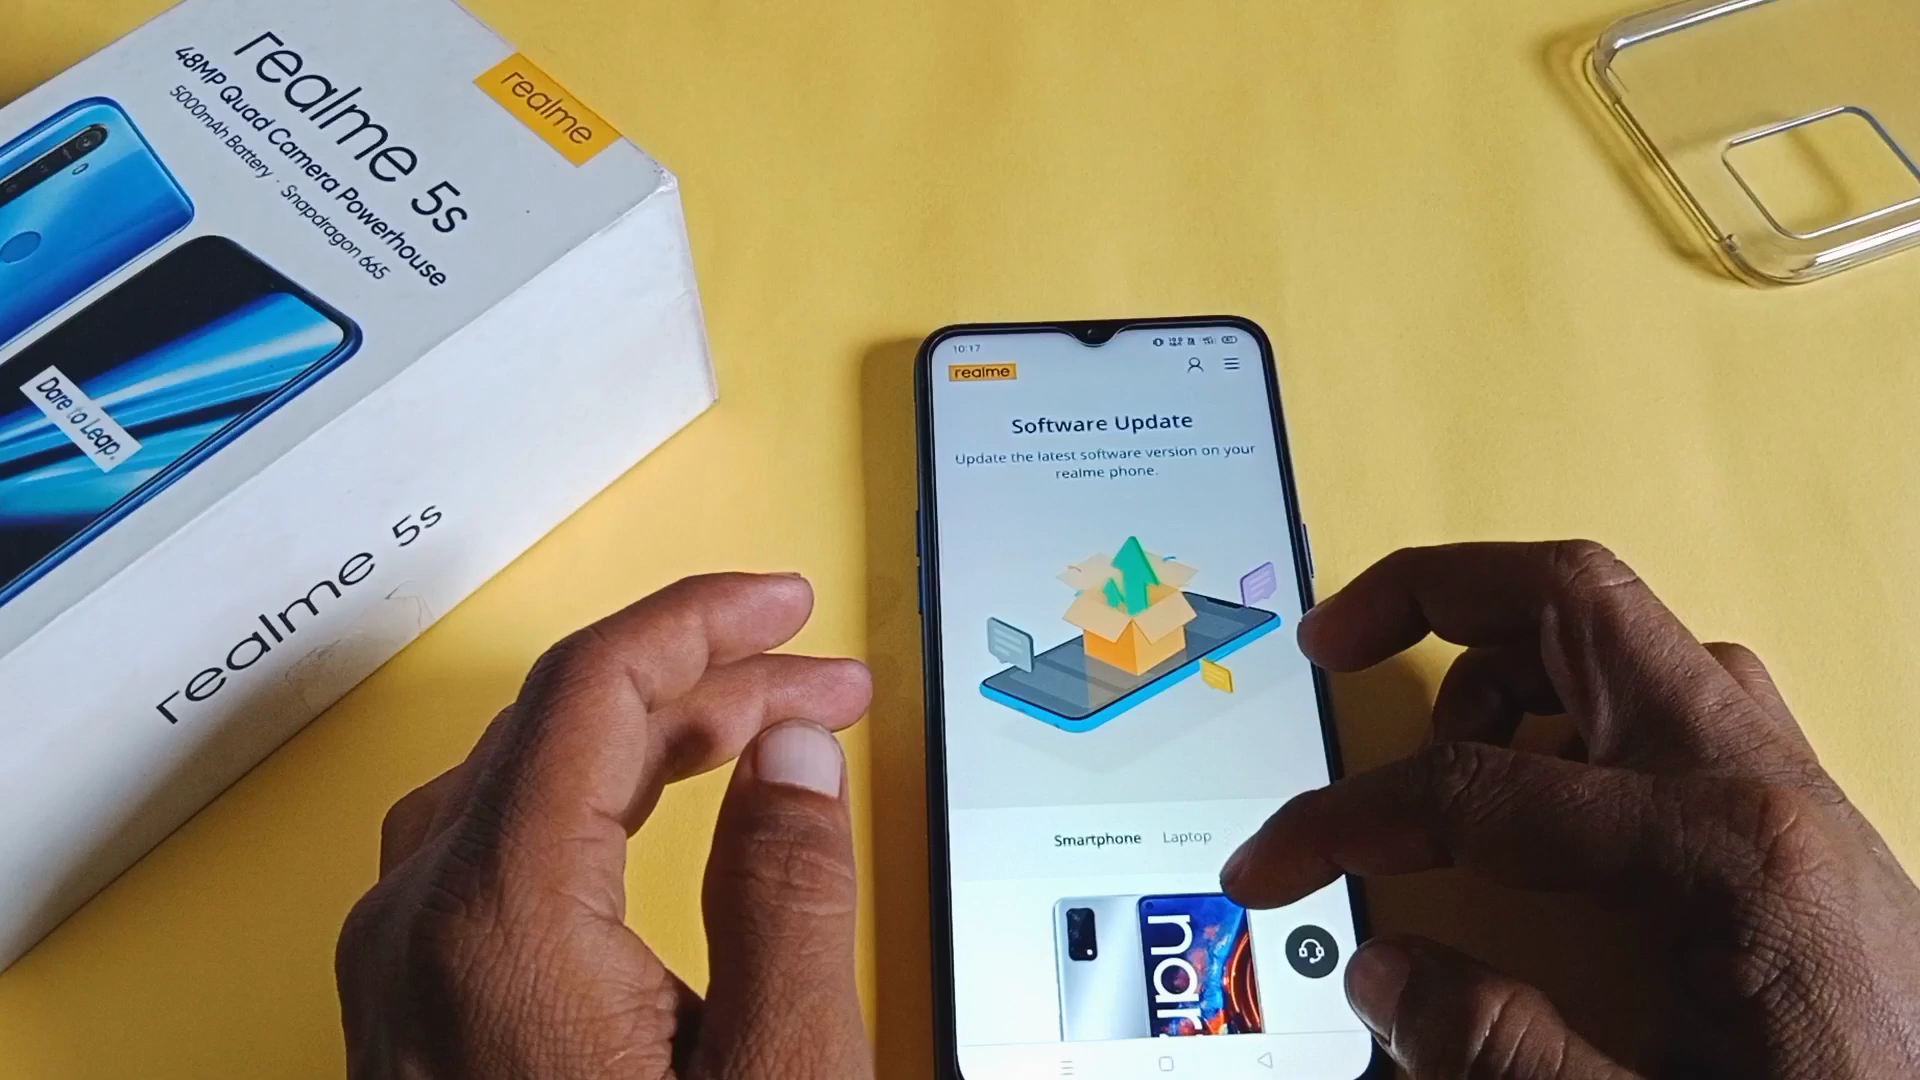 realme 5s
48MP Quad Camera Powerhouse
5000mAh Battery · Snapdragon 665
realme
Dare to Leap.
realme 5s
10:17
realme
Software Update
Update the latest software version on your
realme phone.
Smartphone Laptop
nar